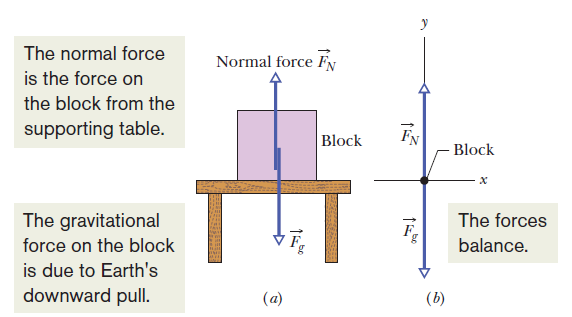 The normal force
is the force on
the block from the
supporting table.
Normal force F⃗N
Block
The gravitational
force on the block
is due to Earth's
downward pull.
F⃗g
(a)
y
F⃗N
Block
x
F⃗g
The forces
balance.
(b)